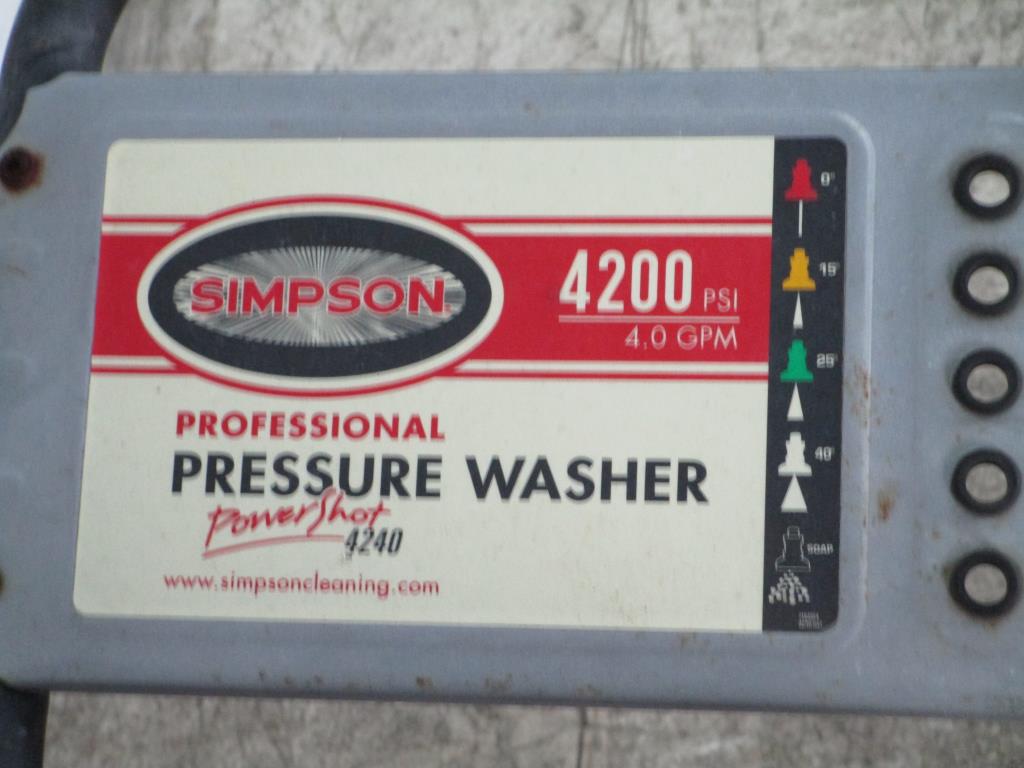 SIMPSON
4200 PSI
4.0 GPM
PROFESSIONAL
PRESSURE WASHER
PowerShot
4240
www.simpsoncleaning.com
0°
15°
25°
40°
SOAP